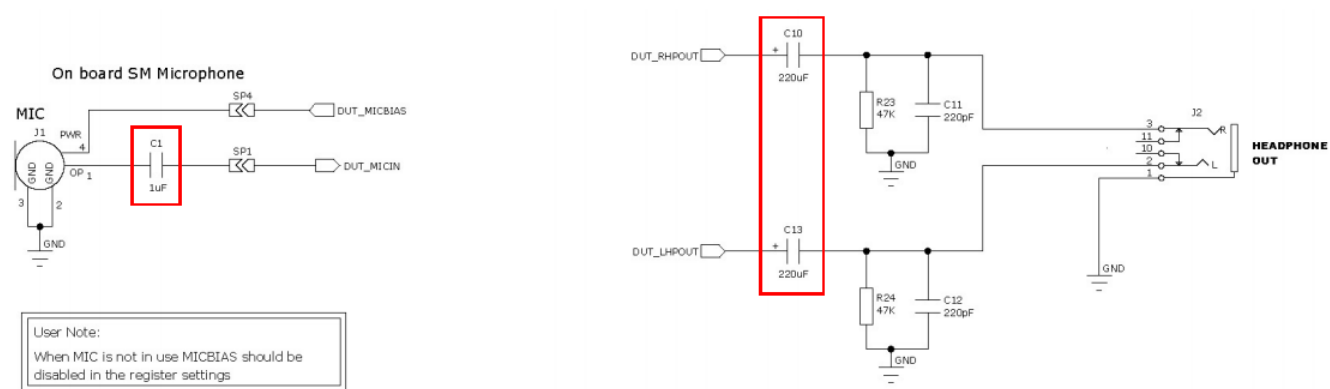 On board SM Microphone
MIC
J1
PWR
4
SP4
DUT_MICBIAS
GND
GND
OP 1
C1
1uF
SP1
DUT_MICIN
3
2
GND
User Note:
When MIC is not in use MICBIAS should be
disabled in the register settings
DUT_RHPOUT
+
C10
220uF
R23
47K
C11
220pF
GND
DUT_LHPOUT
+
C13
220uF
R24
47K
C12
220pF
GND
J2
3
11
10
2
1
R
L
HEADPHONE
OUT
GND